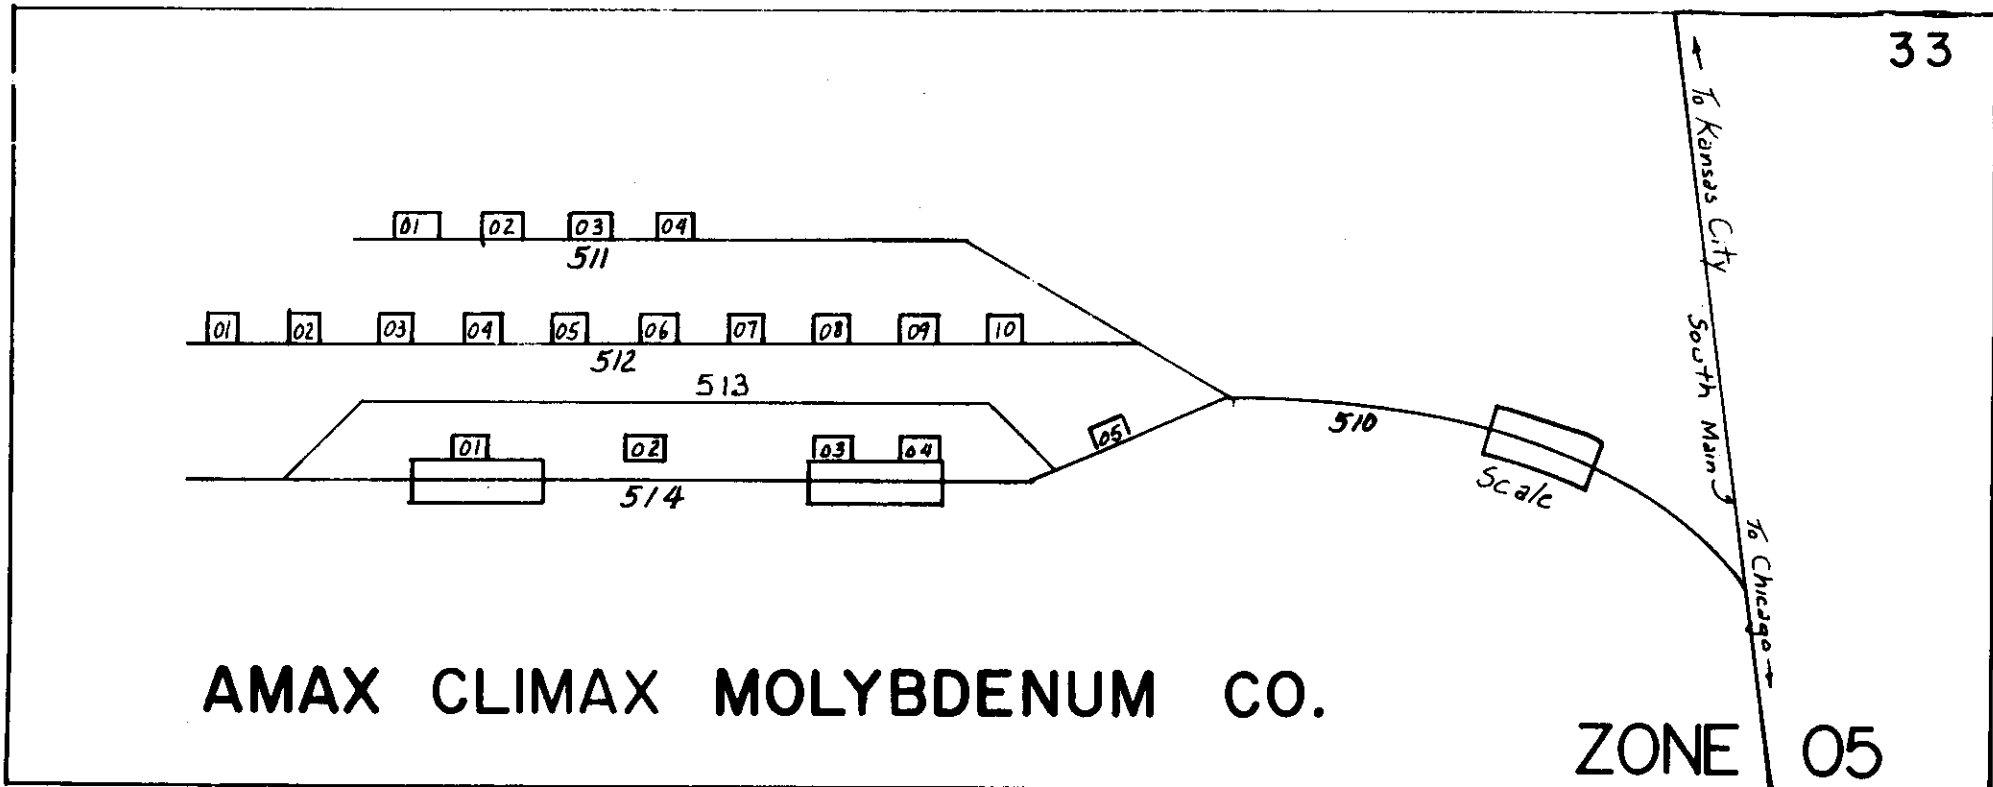 33
← To Kansas City South Main
To Chicago →
01 02 03 04
511
01 02 03 04 05 06 07 08 09 10
512
513
01 02 03 04 05
514
510
Scale
AMAX CLIMAX MOLYBDENUM CO.
ZONE 05